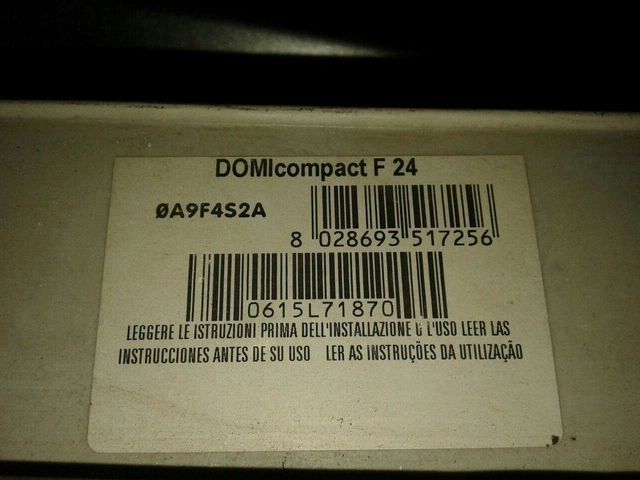 DOMIcompact F 24
0A9F4S2A
8 028693 517256
0615L71870
LEGGERE LE ISTRUZIONI PRIMA DELL'INSTALLAZIONE O L'USO LEER LAS
INSTRUCCIONES ANTES DE SU USO LER AS INSTRUÇÕES DA UTILIZAÇÃO